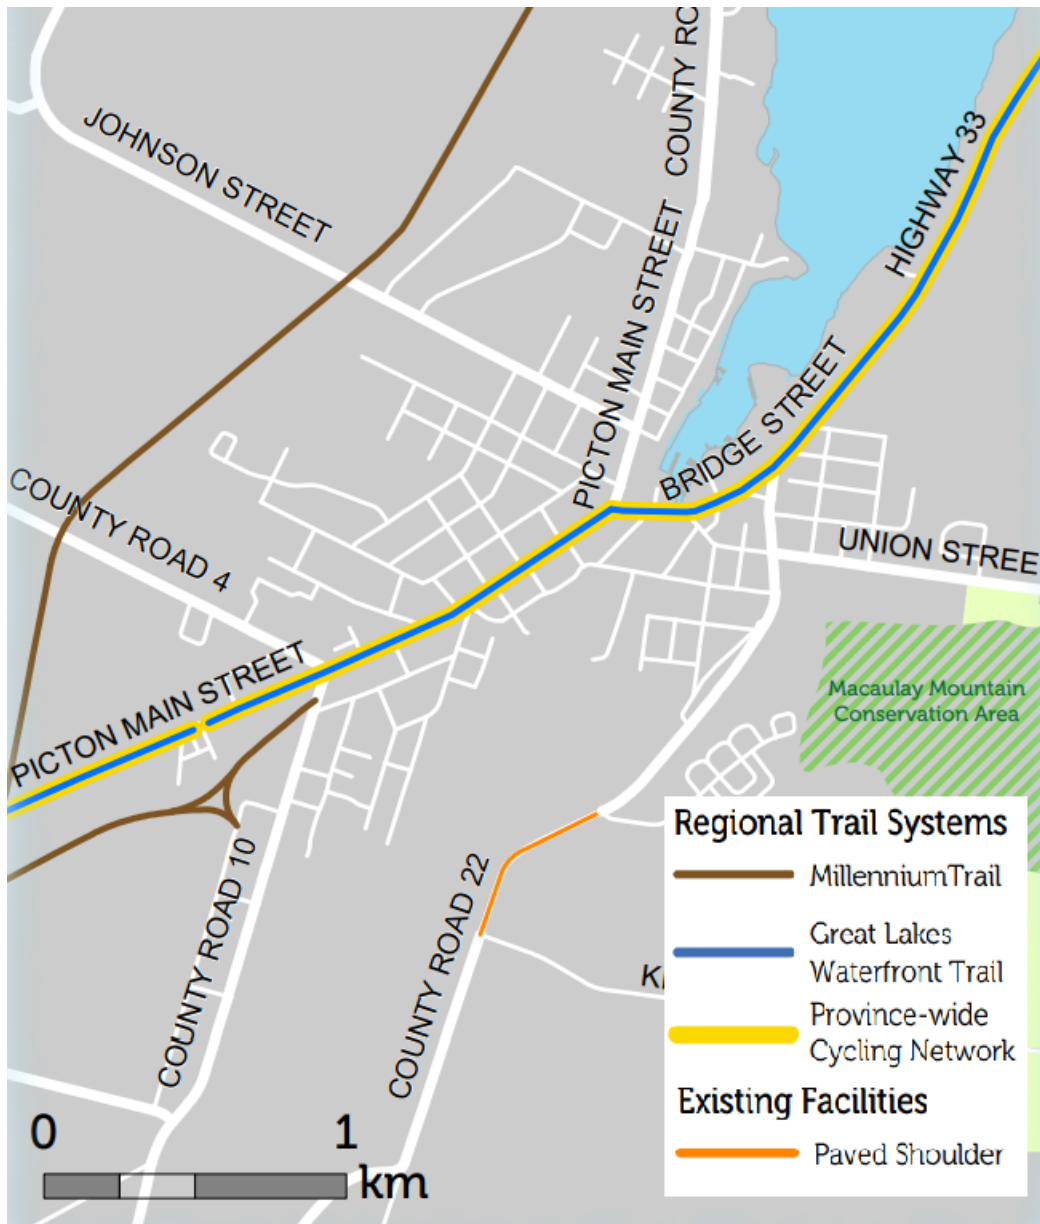 COUNTY RO
JOHNSON STREET
HIGHWAY 33
PICTON MAIN STREET
BRIDGE STREET
COUNTY ROAD 4
UNION STREE
PICTON MAIN STREET
Macaulay Mountain
Conservation Area
COUNTY ROAD 10
COUNTY ROAD 22
Regional Trail Systems
MillenniumTrail
Great Lakes
Waterfront Trail
Province-wide
Cycling Network
Existing Facilities
Paved Shoulder
0 1
km